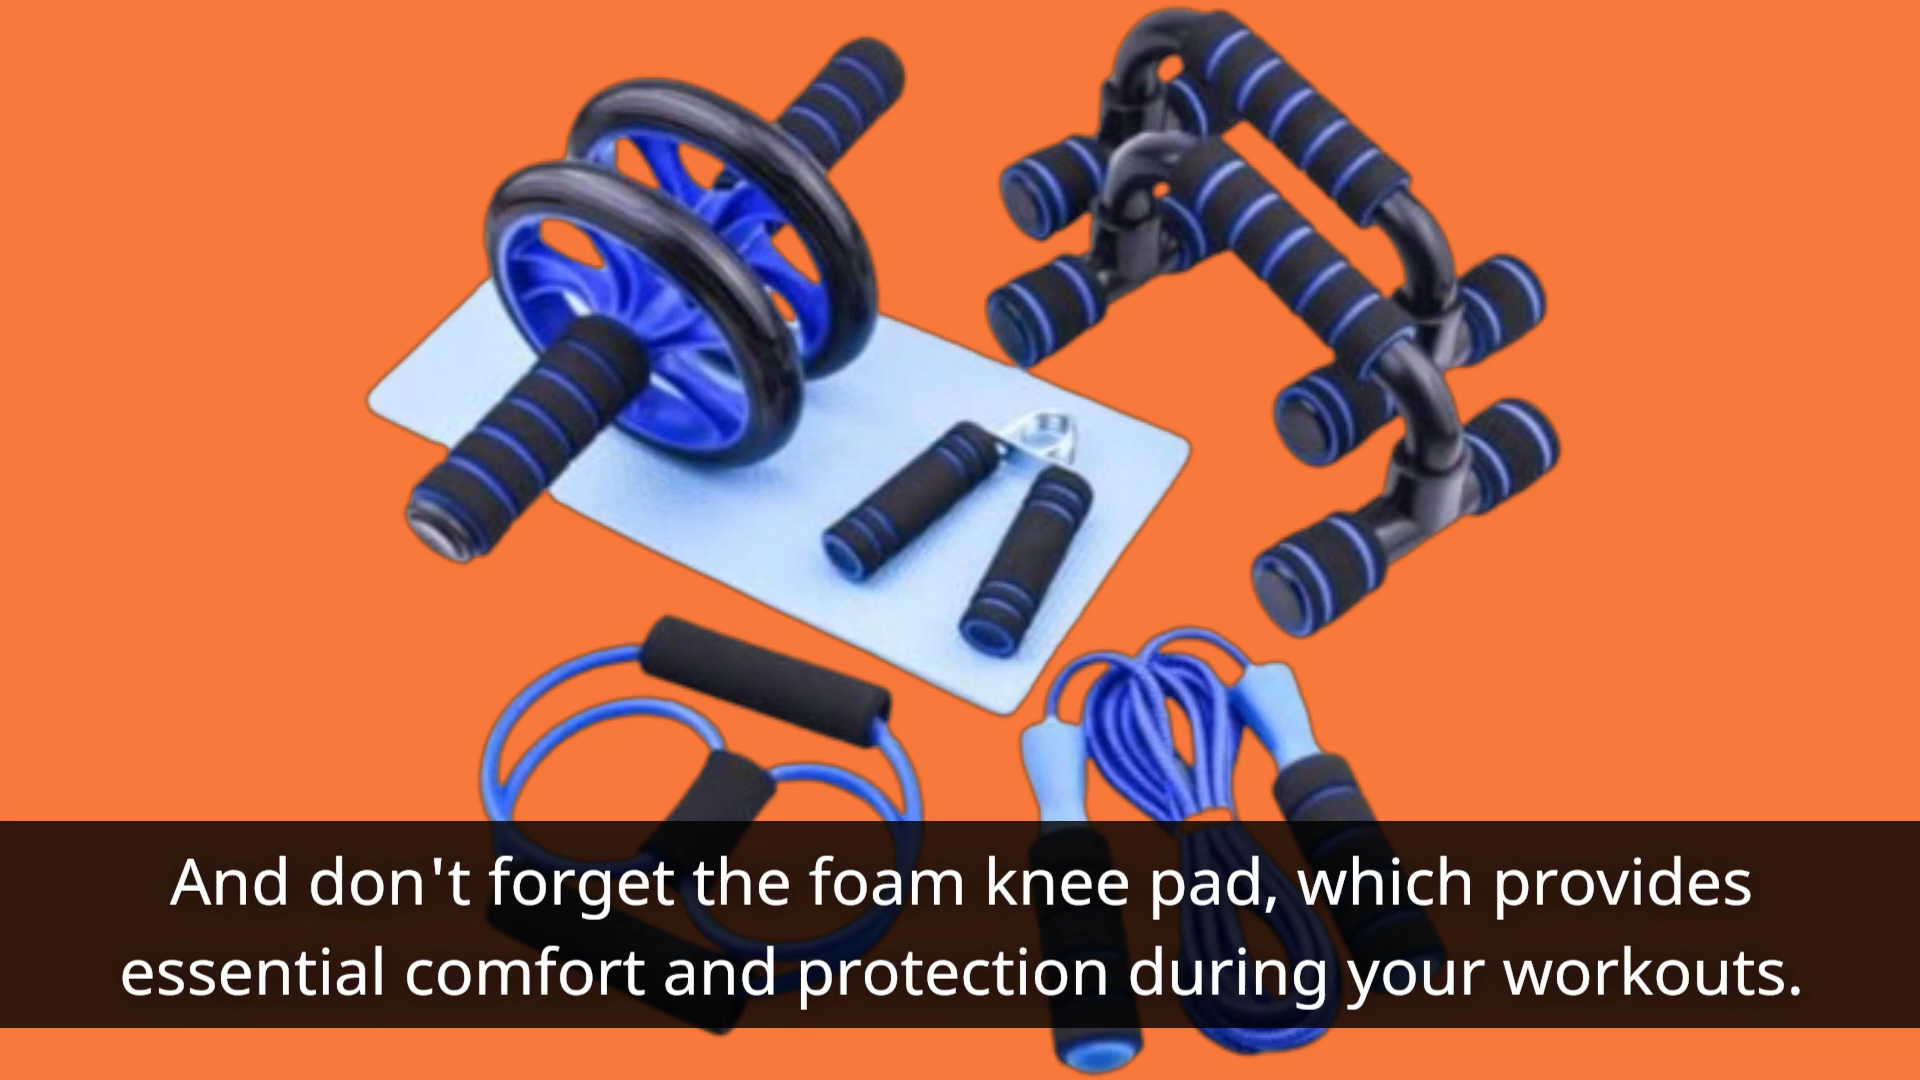 And don't forget the foam knee pad, which provides
essential comfort and protection during your workouts.